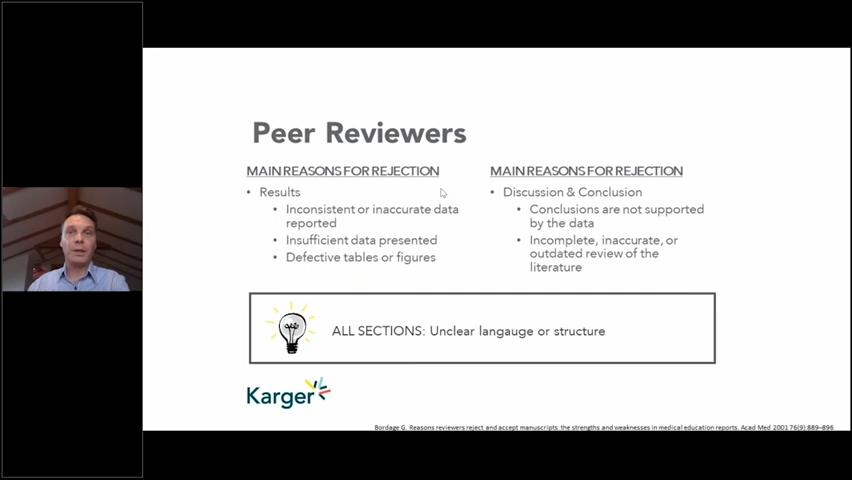 Peer Reviewers
MAIN REASONS FOR REJECTION
• Results
• Inconsistent or inaccurate data
reported
• Insufficient data presented
• Defective tables or figures
MAIN REASONS FOR REJECTION
• Discussion & Conclusion
• Conclusions are not supported
by the data
• Incomplete, inaccurate, or
outdated review of the
literature
ALL SECTIONS: Unclear langauge or structure
Karger
Bordage G. Reasons reviewers reject and accept manuscripts: the strengths and weaknesses in medical education reports. Acad Med 2001 76(9):889–896